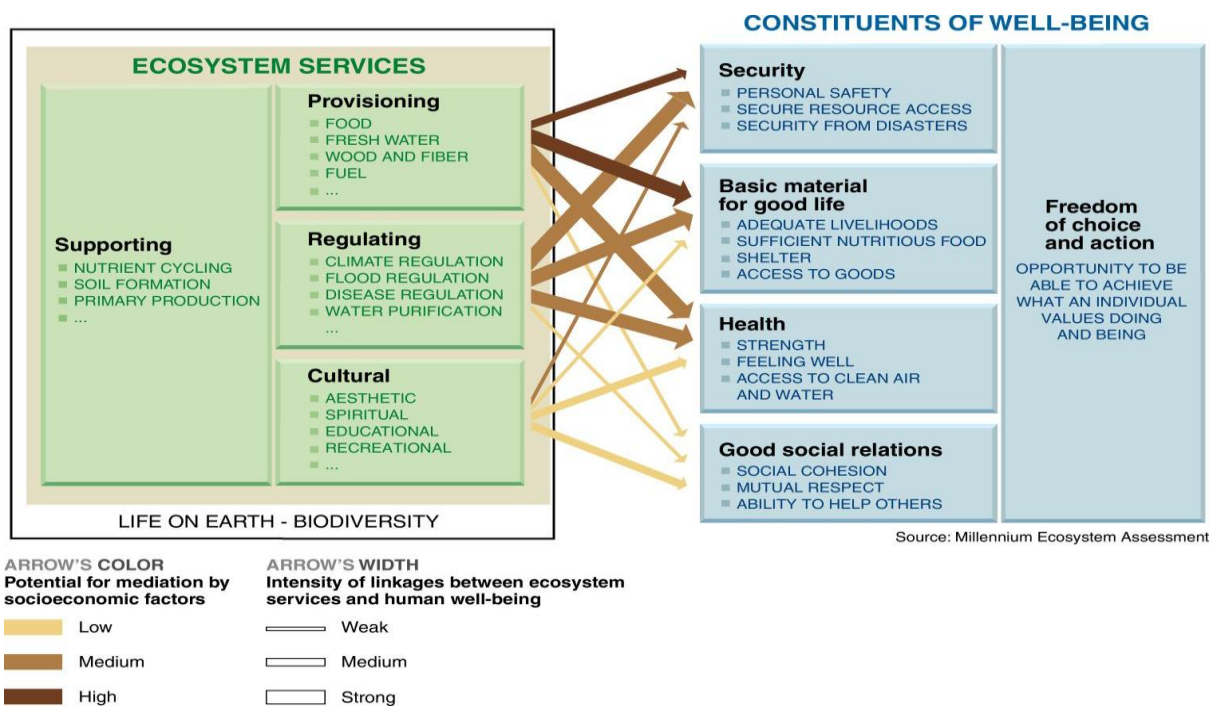 CONSTITUENTS OF WELL-BEING
ECOSYSTEM SERVICES
Supporting
NUTRIENT CYCLING
SOIL FORMATION
PRIMARY PRODUCTION
...
Provisioning
FOOD
FRESH WATER
WOOD AND FIBER
FUEL
...
Regulating
CLIMATE REGULATION
FLOOD REGULATION
DISEASE REGULATION
WATER PURIFICATION
...
Cultural
AESTHETIC
SPIRITUAL
EDUCATIONAL
RECREATIONAL
...
LIFE ON EARTH - BIODIVERSITY
Security
PERSONAL SAFETY
SECURE RESOURCE ACCESS
SECURITY FROM DISASTERS
Basic material
for good life
ADEQUATE LIVELIHOODS
SUFFICIENT NUTRITIOUS FOOD
SHELTER
ACCESS TO GOODS
Health
STRENGTH
FEELING WELL
ACCESS TO CLEAN AIR
AND WATER
Good social relations
SOCIAL COHESION
MUTUAL RESPECT
ABILITY TO HELP OTHERS
Freedom
of choice
and action
OPPORTUNITY TO BE
ABLE TO ACHIEVE
WHAT AN INDIVIDUAL
VALUES DOING
AND BEING
Source: Millennium Ecosystem Assessment
ARROW'S COLOR
Potential for mediation by
socioeconomic factors
Low
Medium
High
ARROW'S WIDTH
Intensity of linkages between ecosystem
services and human well-being
Weak
Medium
Strong